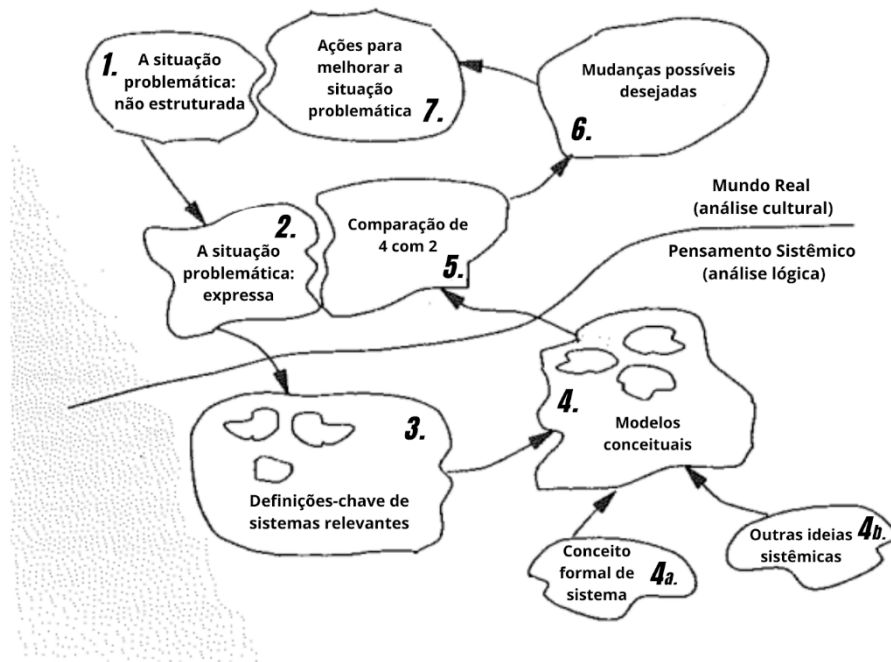 1.
A situação
problemática:
não estruturada
Ações para
melhorar a
situação
problemática
7.
Mudanças possíveis
desejadas
6.
2.
A situação
problemática:
expressa
Comparação de
4 com 2
5.
Mundo Real
(análise cultural)
Pensamento Sistêmico
(análise lógica)
3.
Definições-chave de
sistemas relevantes
4.
Modelos
conceituais
Conceito
formal de
sistema
4a.
Outras ideias
sistêmicas
4b.